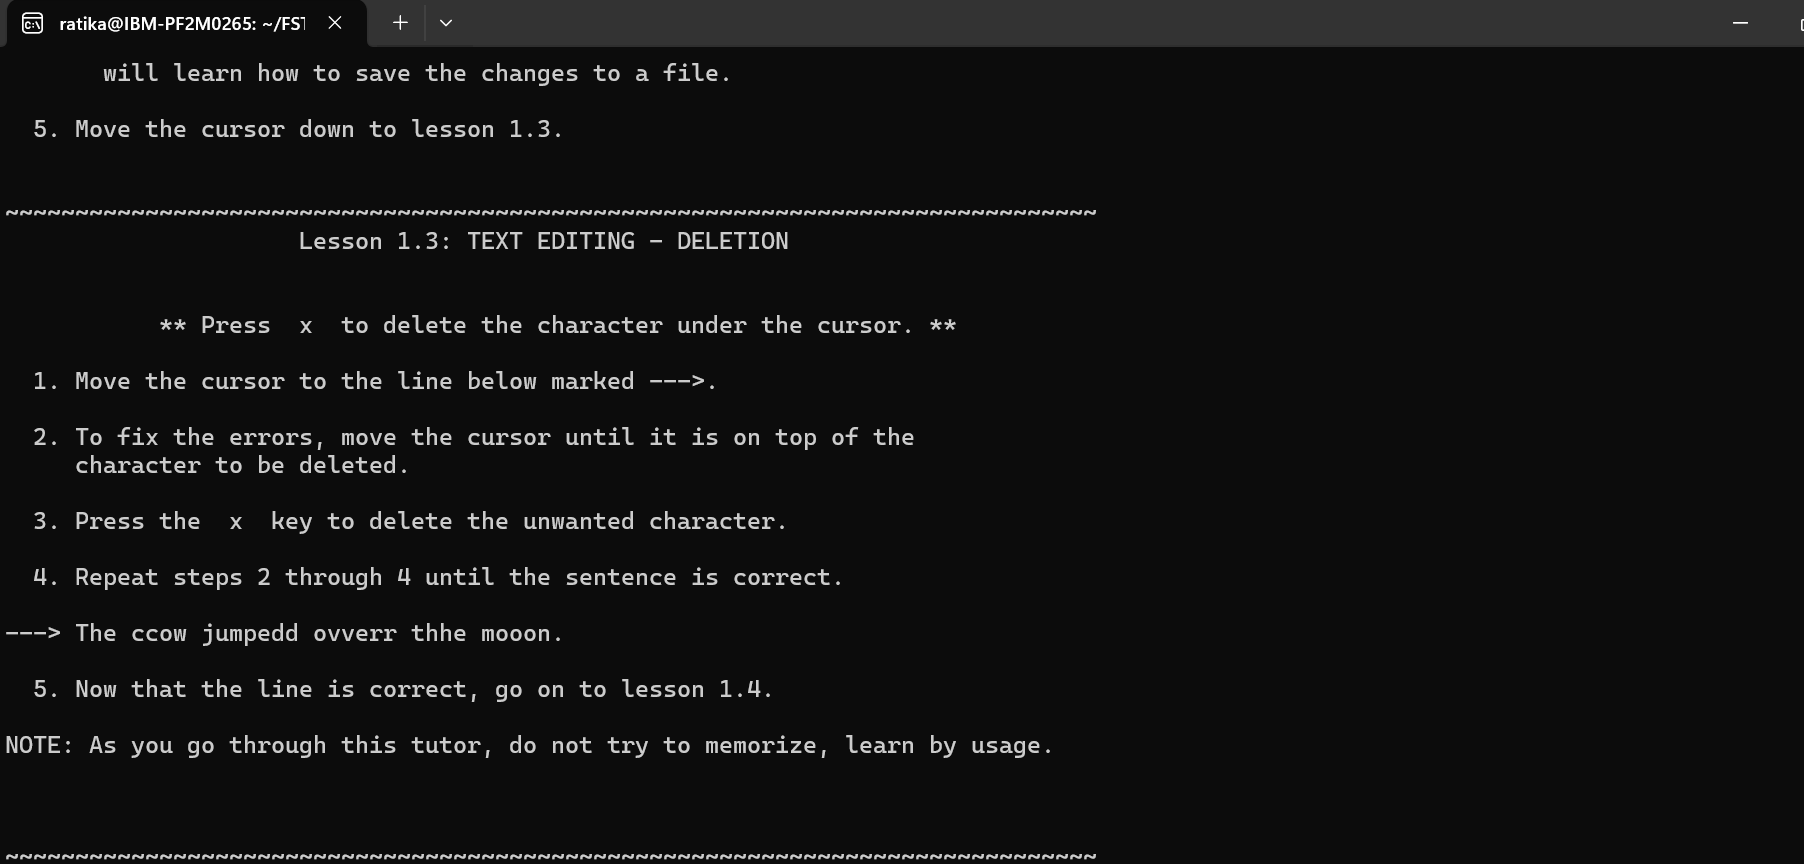 ratika@IBM-PF2M0265: ~/FST
will learn how to save the changes to a file.
5. Move the cursor down to lesson 1.3.
~~~~~~~~~~~~~~~~~~~~~~~~~~~~~~~~~~~~~~~~~~~~~~~~~~~~~~~~~~~~~~~~~~~~~~~~~~~~~~
Lesson 1.3: TEXT EDITING - DELETION
** Press  x  to delete the character under the cursor. **
1. Move the cursor to the line below marked --->.
2. To fix the errors, move the cursor until it is on top of the
character to be deleted.
3. Press the  x  key to delete the unwanted character.
4. Repeat steps 2 through 4 until the sentence is correct.
---> The ccow jumpedd ovverr thhe mooon.
5. Now that the line is correct, go on to lesson 1.4.
NOTE: As you go through this tutor, do not try to memorize, learn by usage.
~~~~~~~~~~~~~~~~~~~~~~~~~~~~~~~~~~~~~~~~~~~~~~~~~~~~~~~~~~~~~~~~~~~~~~~~~~~~~~